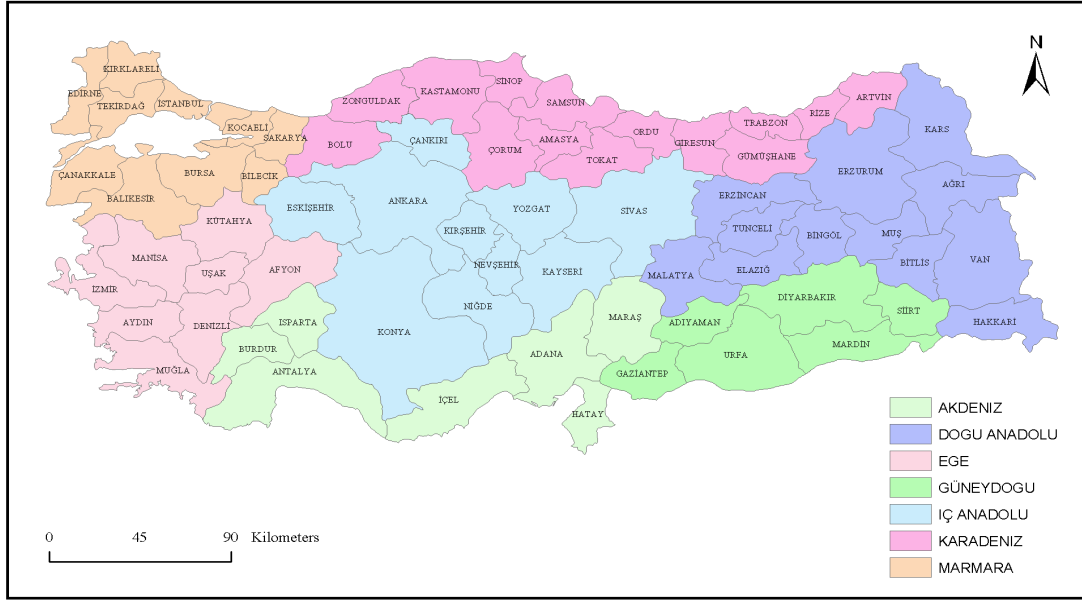 N
KIRKLARELİ
EDİRNE
TEKİRDAĞ
İSTANBUL
KOCAELİ
SAKARYA
ÇANAKKALE
BALIKESİR
BURSA
BİLECİK
ZONGULDAK
KASTAMONU
SİNOP
SAMSUN
BOLU
ÇANKIRI
ÇORUM
AMASYA
TOKAT
ORDU
GİRESUN
TRABZON
GÜMÜŞHANE
RİZE
ARTVİN
KARS
ERZURUM
AĞRI
ERZİNCAN
TUNCELİ
BİNGÖL
MUŞ
BİTLİS
VAN
MALATYA
ELAZIĞ
HAKKARİ
ESKİŞEHİR
ANKARA
KIRŞEHİR
YOZGAT
SİVAS
NEVŞEHİR
KAYSERİ
NİĞDE
KONYA
KÜTAHYA
MANİSA
UŞAK
AFYON
İZMİR
AYDIN
DENİZLİ
MUĞLA
ISPARTA
BURDUR
ANTALYA
İÇEL
ADANA
MARAŞ
HATAY
DİYARBAKIR
SİİRT
ADIYAMAN
MARDİN
URFA
GAZİANTEP
AKDENIZ
DOGU ANADOLU
EGE
GÜNEYDOGU
IÇ ANADOLU
KARADENIZ
MARMARA
0 45 90 Kilometers